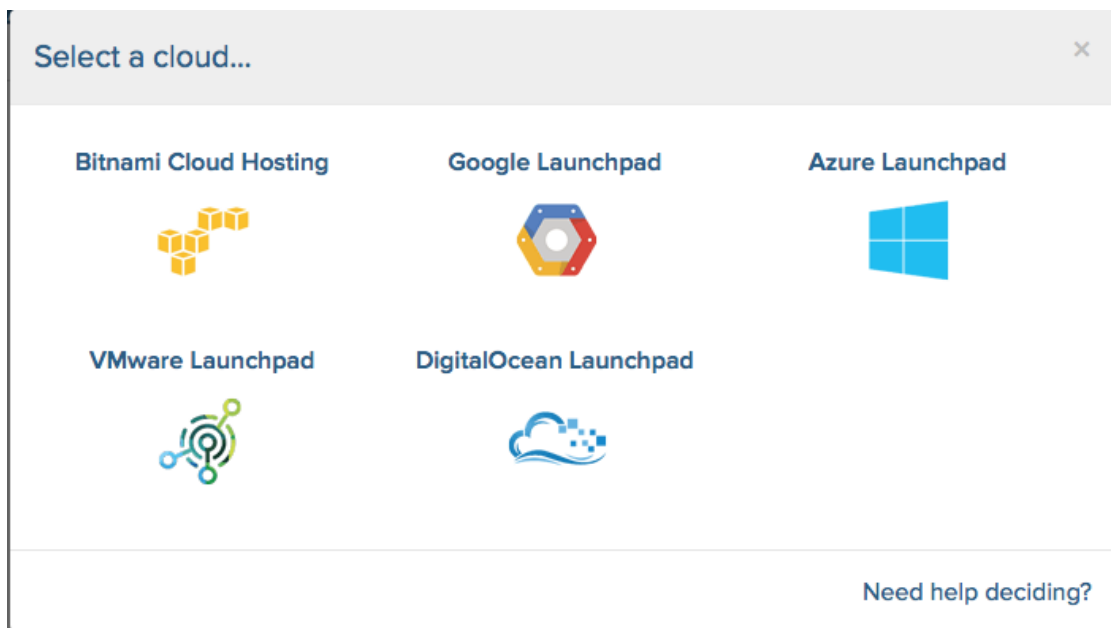 Select a cloud...
×
Bitnami Cloud Hosting
Google Launchpad
Azure Launchpad
VMware Launchpad
DigitalOcean Launchpad
Need help deciding?